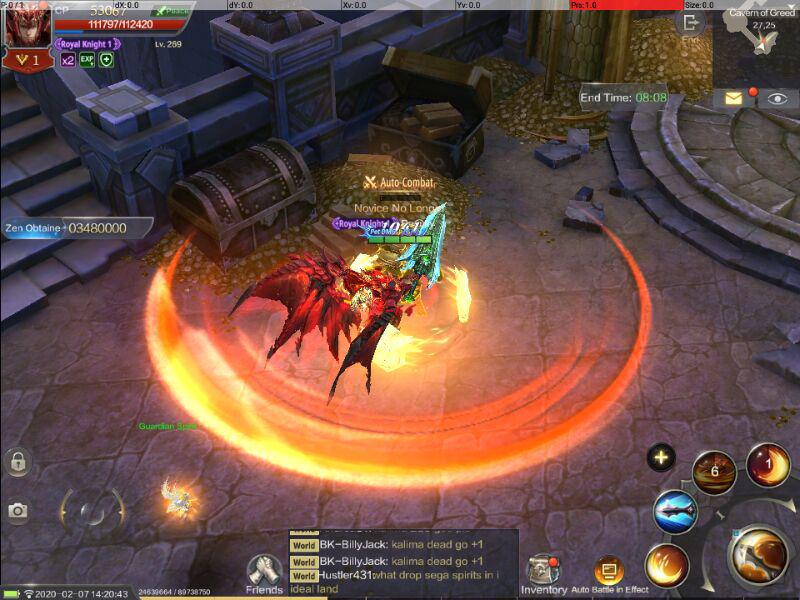 P:0/1 dX:0.0 dY:0.0 Xv:0.0 Yv:0.0 Prs:1.0 Size:0.0
CP 53067 Peace
111797/112420
Royal Knight 1 Lv. 289
1 x2 EXP
Cavern of Greed
27,25
End
End Time: 08:08
Auto-Combat
Novice No Long
Royal Knight
Zen Obtaine 03480000
Guardian Spirit
6 1
World BK-BillyJack: kalima dead go +1
World BK-BillyJack: kalima dead go +1
World Hustler431:what drop sega spirits in i
ideal land
Friends
Inventory Auto Battle in Effect
2020-02-07 14:20:43 24639664 / 89738750